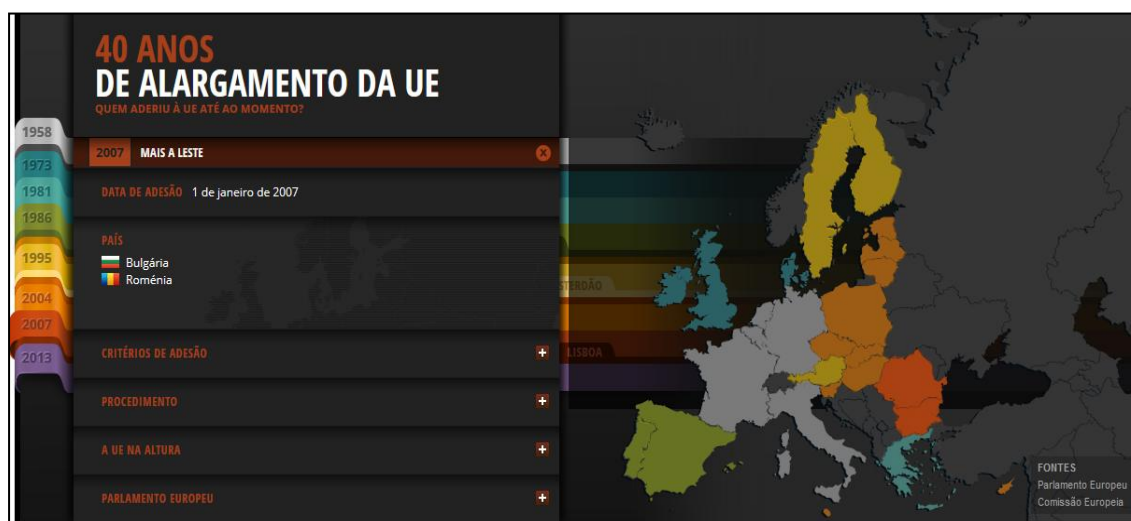 40 ANOS
DE ALARGAMENTO DA UE
QUEM ADERIU À UE ATÉ AO MOMENTO?
1958
1973
1981
1986
1995
2004
2007
2013
2007 MAIS A LESTE
DATA DE ADESÃO 1 de janeiro de 2007
PAÍS
Bulgária
Roménia
CRITÉRIOS DE ADESÃO
PROCEDIMENTO
A UE NA ALTURA
PARLAMENTO EUROPEU
LISBOA
FONTES
Parlamento Europeu
Comissão Europeia